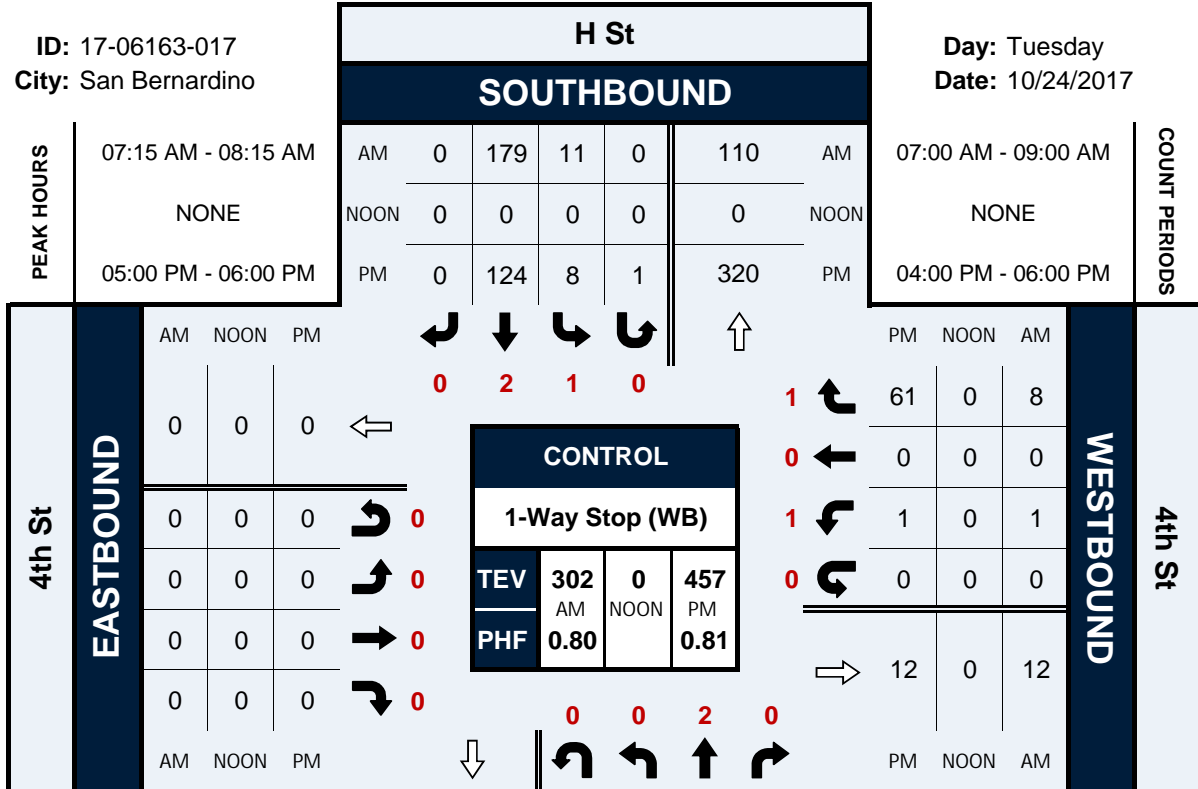 ID: 17-06163-017
City: San Bernardino
H St
SOUTHBOUND
Day: Tuesday
Date: 10/24/2017
PEAK HOURS
07:15 AM - 08:15 AM
NONE
05:00 PM - 06:00 PM
AM 0 179 11 0 110 AM
NOON 0 0 0 0 0 NOON
PM 0 124 8 1 320 PM
07:00 AM - 09:00 AM
NONE
04:00 PM - 06:00 PM
COUNT PERIODS
0 2 1 0
4th St
EASTBOUND
AM NOON PM
0 0 0
0 0 0 0
0 0 0 0
0 0 0 0
0 0 0 0
AM NOON PM
CONTROL
1-Way Stop (WB)
TEV 302 0 457
AM NOON PM
PHF 0.80 0.81
PM NOON AM
1 61 0 8
0 0 0 0
1 1 0 1
0 0 0 0
12 0 12
PM NOON AM
WESTBOUND
4th St
0 0 2 0